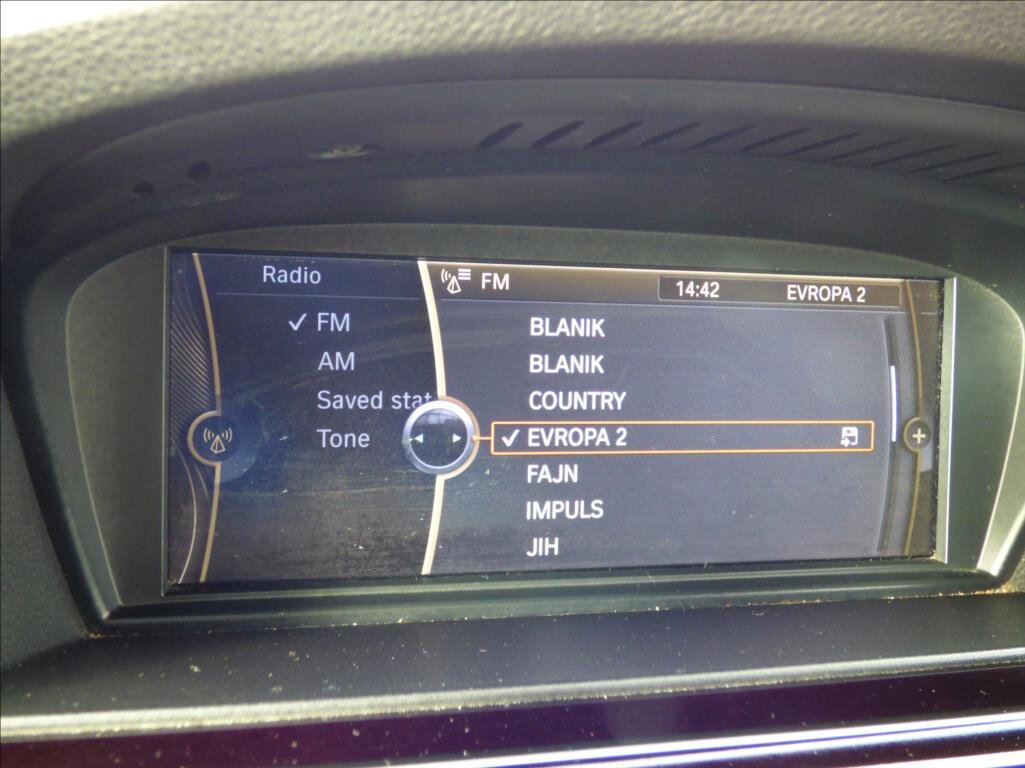 Radio
FM
AM
Saved stat
Tone
FM 14:42 EVROPA 2
BLANIK
BLANIK
COUNTRY
EVROPA 2
FAJN
IMPULS
JIH